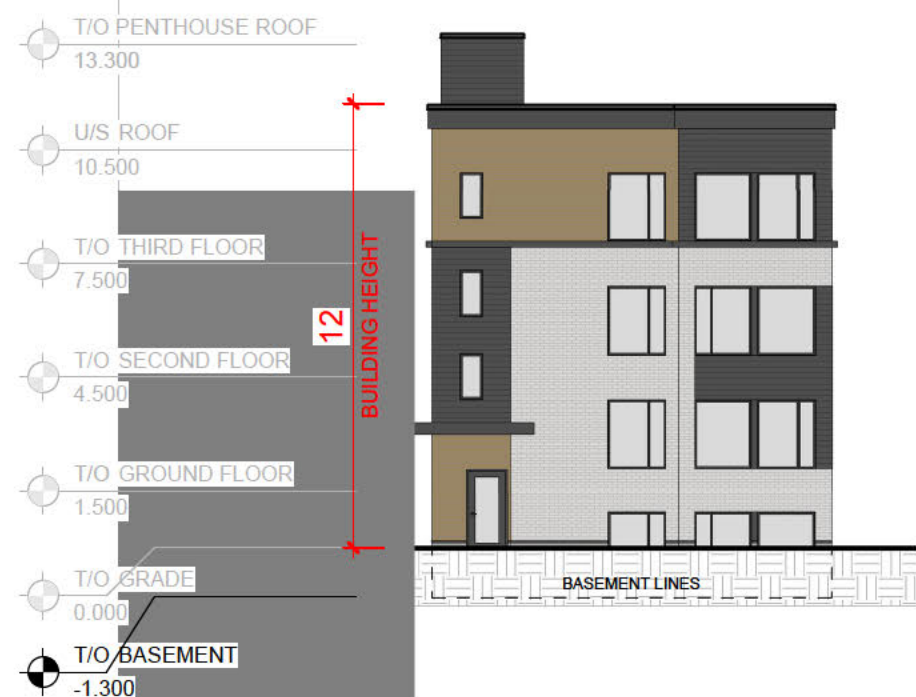 T/O PENTHOUSE ROOF
13.300
U/S ROOF
10.500
T/O THIRD FLOOR
7.500
12
BUILDING HEIGHT
T/O SECOND FLOOR
4.500
T/O GROUND FLOOR
1.500
T/O GRADE
0.000
BASEMENT LINES
T/O BASEMENT
-1.300